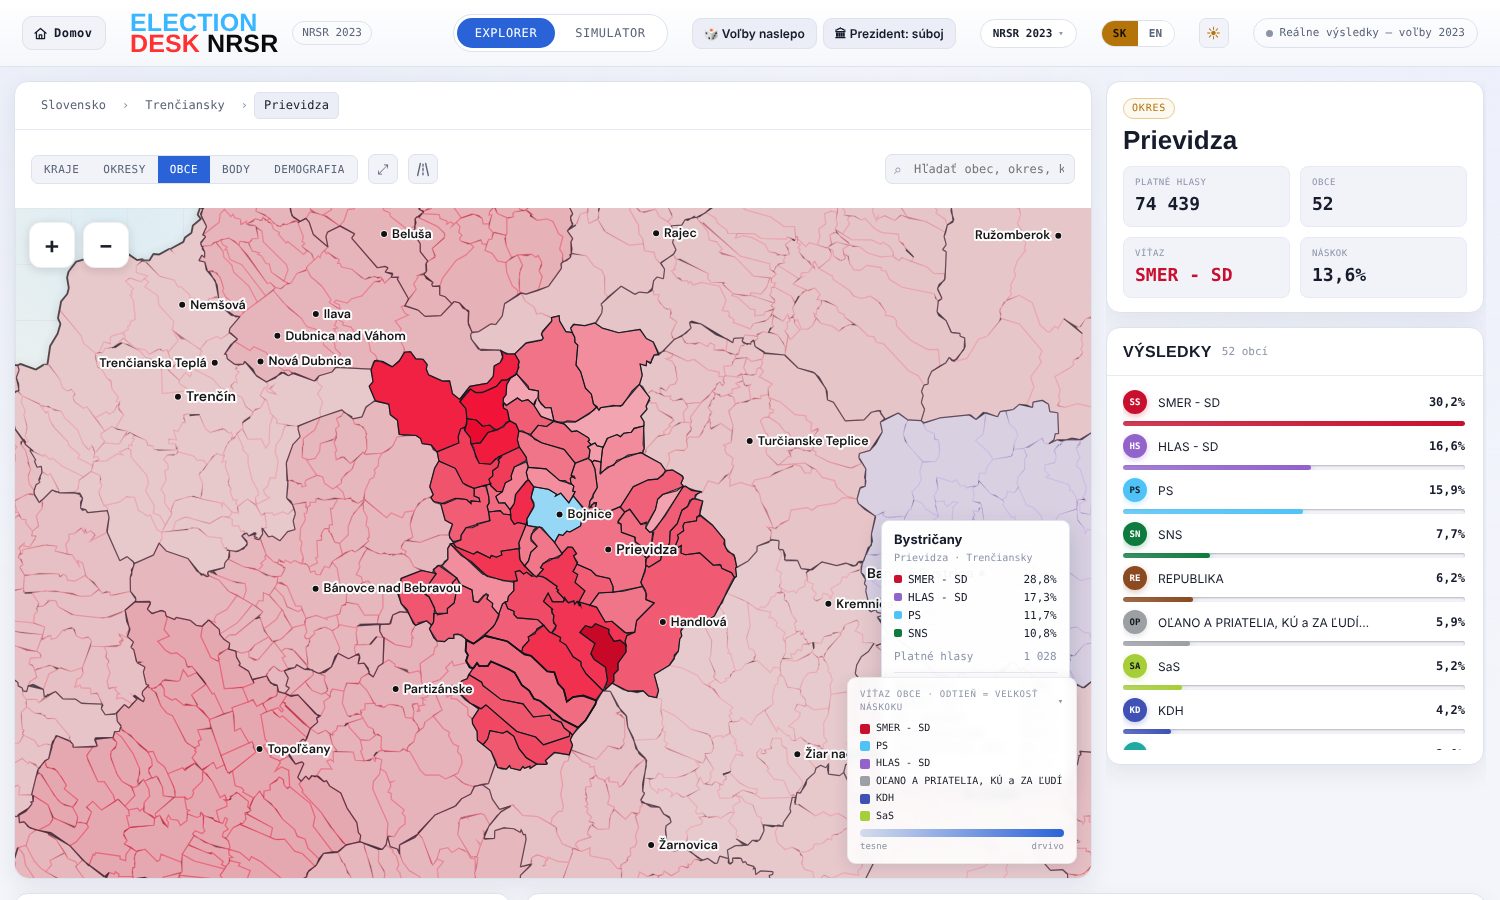 Domov
ELECTION
DESK NRSR
NRSR 2023
EXPLORER
SIMULATOR
🎲 Voľby naslepo
🏛 Prezident: súboj
NRSR 2023
SK
EN
Reálne výsledky — voľby 2023
Slovensko › Trenčiansky › Prievidza
KRAJE
OKRESY
OBCE
BODY
DEMOGRAFIA
Hľadať obec, okres, k
+
−
Beluša
Rajec
Ružomberok
Nemšová
Ilava
Dubnica nad Váhom
Trenčianska Teplá
Nová Dubnica
Trenčín
Turčianske Teplice
Bojnice
Prievidza
Bánovce nad Bebravou
Handlová
Partizánske
Topoľčany
Žarnovica
Bystričany
Prievidza · Trenčiansky
SMER - SD 28,8%
HLAS - SD 17,3%
PS 11,7%
SNS 10,8%
Platné hlasy 1 028
VÍŤAZ OBCE · ODTIEŇ = VEĽKOSŤ
NÁSKOKU
SMER - SD
PS
HLAS - SD
OĽANO A PRIATELIA, KÚ a ZA ĽUDÍ
KDH
SaS
tesne
drvivo
OKRES
Prievidza
PLATNÉ HLASY
74 439
OBCE
52
VÍŤAZ
SMER - SD
NÁSKOK
13,6%
VÝSLEDKY 52 obcí
SS SMER - SD 30,2%
HS HLAS - SD 16,6%
PS PS 15,9%
SN SNS 7,7%
RE REPUBLIKA 6,2%
OP OĽANO A PRIATELIA, KÚ a ZA ĽUDÍ... 5,9%
SA SaS 5,2%
KD KDH 4,2%